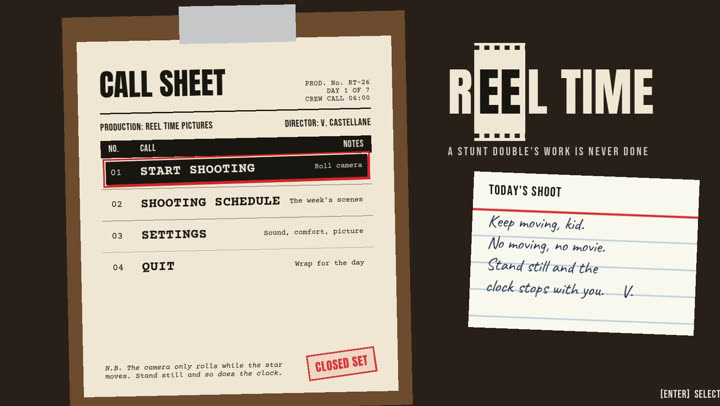 CALL SHEET
PROD. No. RT-26
DAY 1 OF 7
CREW CALL 06:00
PRODUCTION: REEL TIME PICTURES
DIRECTOR: V. CASTELLANE
NO. CALL NOTES
01 START SHOOTING Roll camera
02 SHOOTING SCHEDULE The week's scenes
03 SETTINGS Sound, comfort, picture
04 QUIT Wrap for the day
N.B. The camera only rolls while the star
moves. Stand still and so does the clock.
CLOSED SET
REEL TIME
A STUNT DOUBLE'S WORK IS NEVER DONE
TODAY'S SHOOT
Keep moving, kid.
No moving, no movie.
Stand still and the
clock stops with you. V.
[ENTER] SELECT